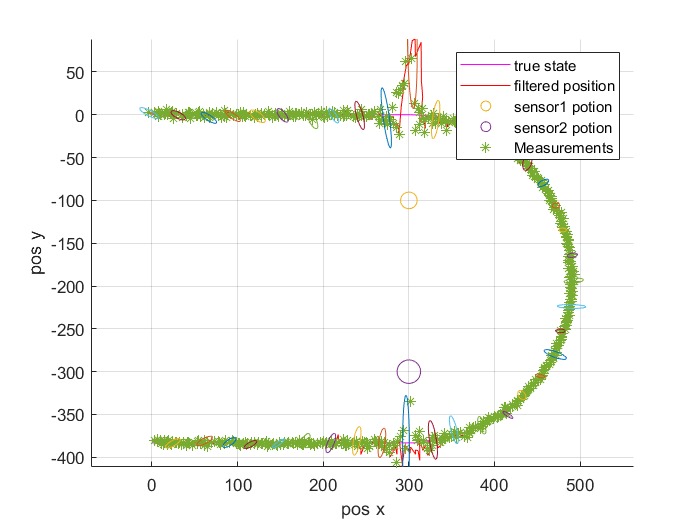 50
0
-50
-100
-150
-200
-250
-300
-350
-400
0
100
200
300
400
500
pos x
pos y
true state
filtered position
sensor1 potion
sensor2 potion
Measurements